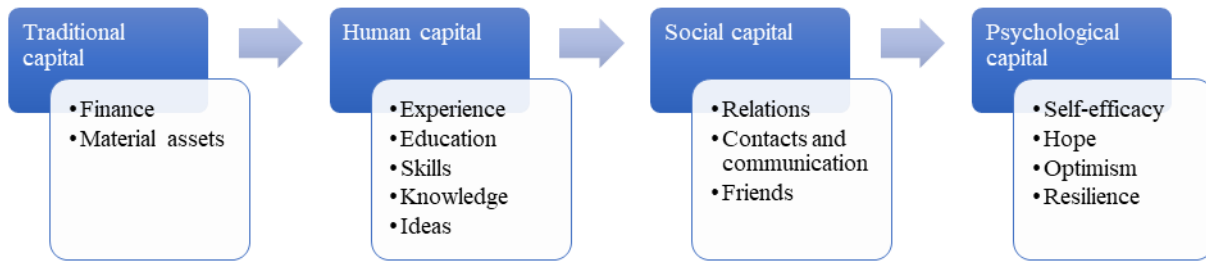 Traditional
capital
• Finance
• Material assets
Human capital
• Experience
• Education
• Skills
• Knowledge
• Ideas
Social capital
• Relations
• Contacts and
communication
• Friends
Psychological
capital
• Self-efficacy
• Hope
• Optimism
• Resilience